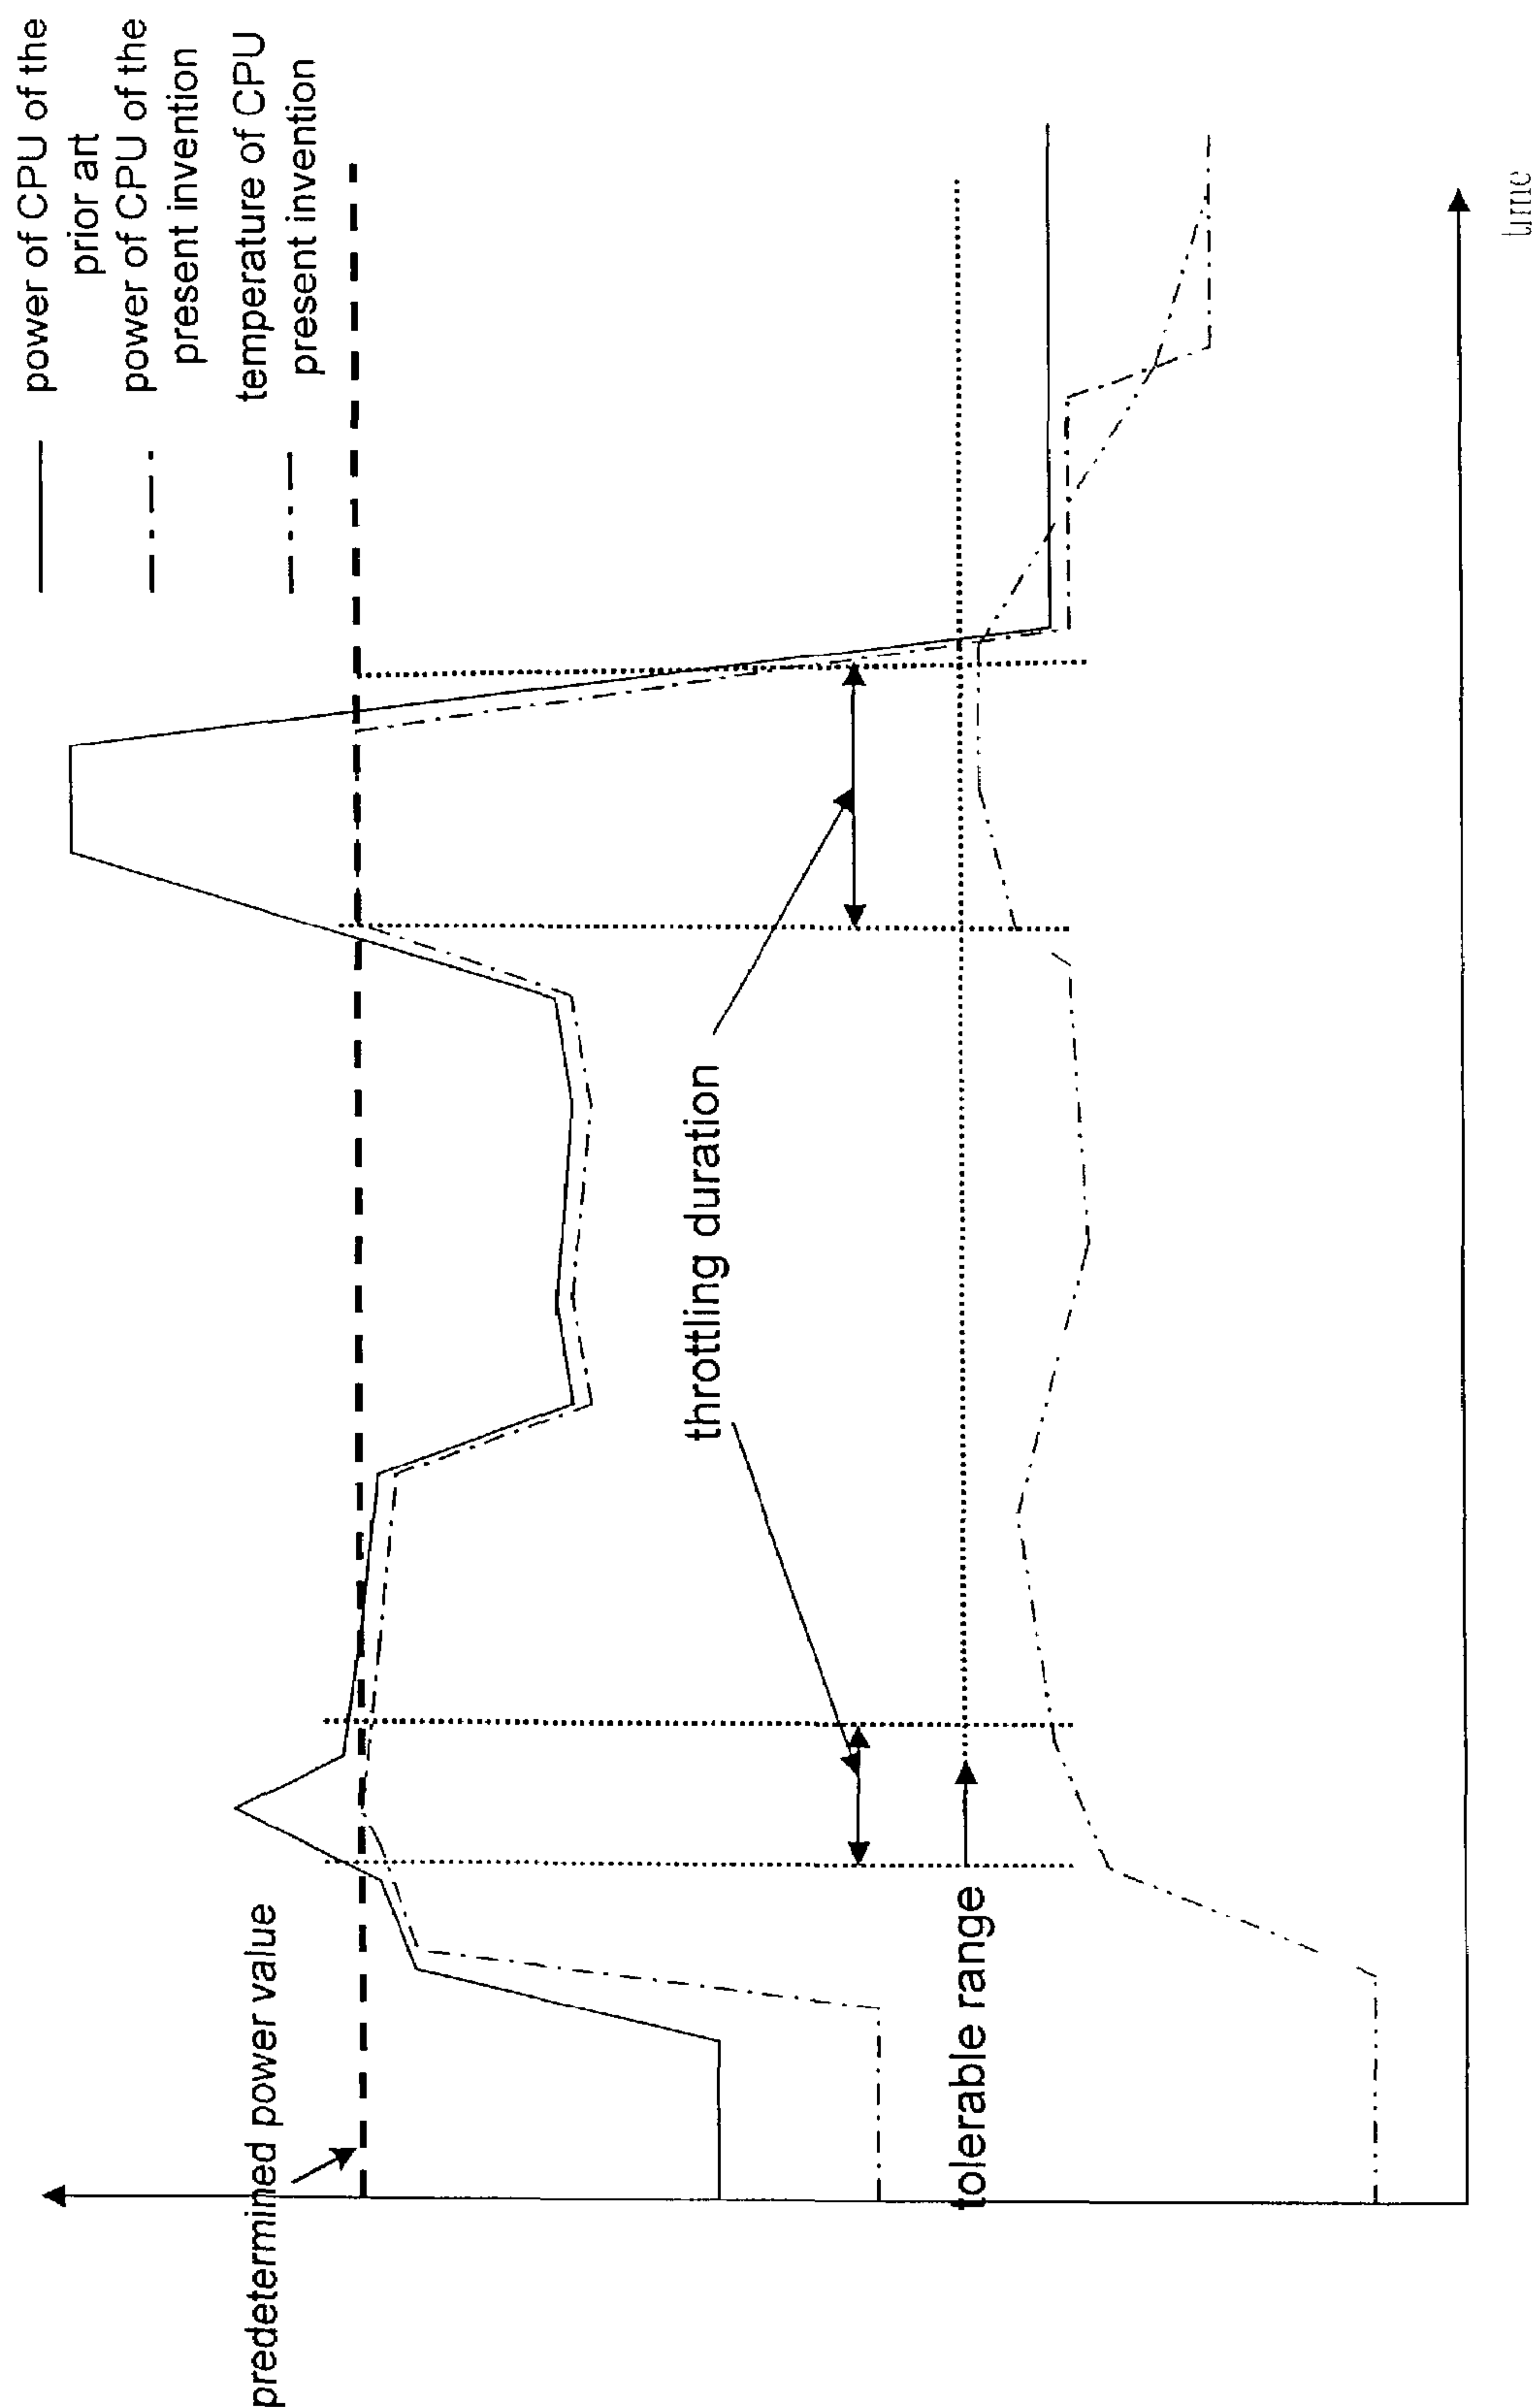 power of CPU of the
prior art
power of CPU of the
present invention
temperature of CPU
present invention
predetermined power value
throttling duration
tolerable range
time